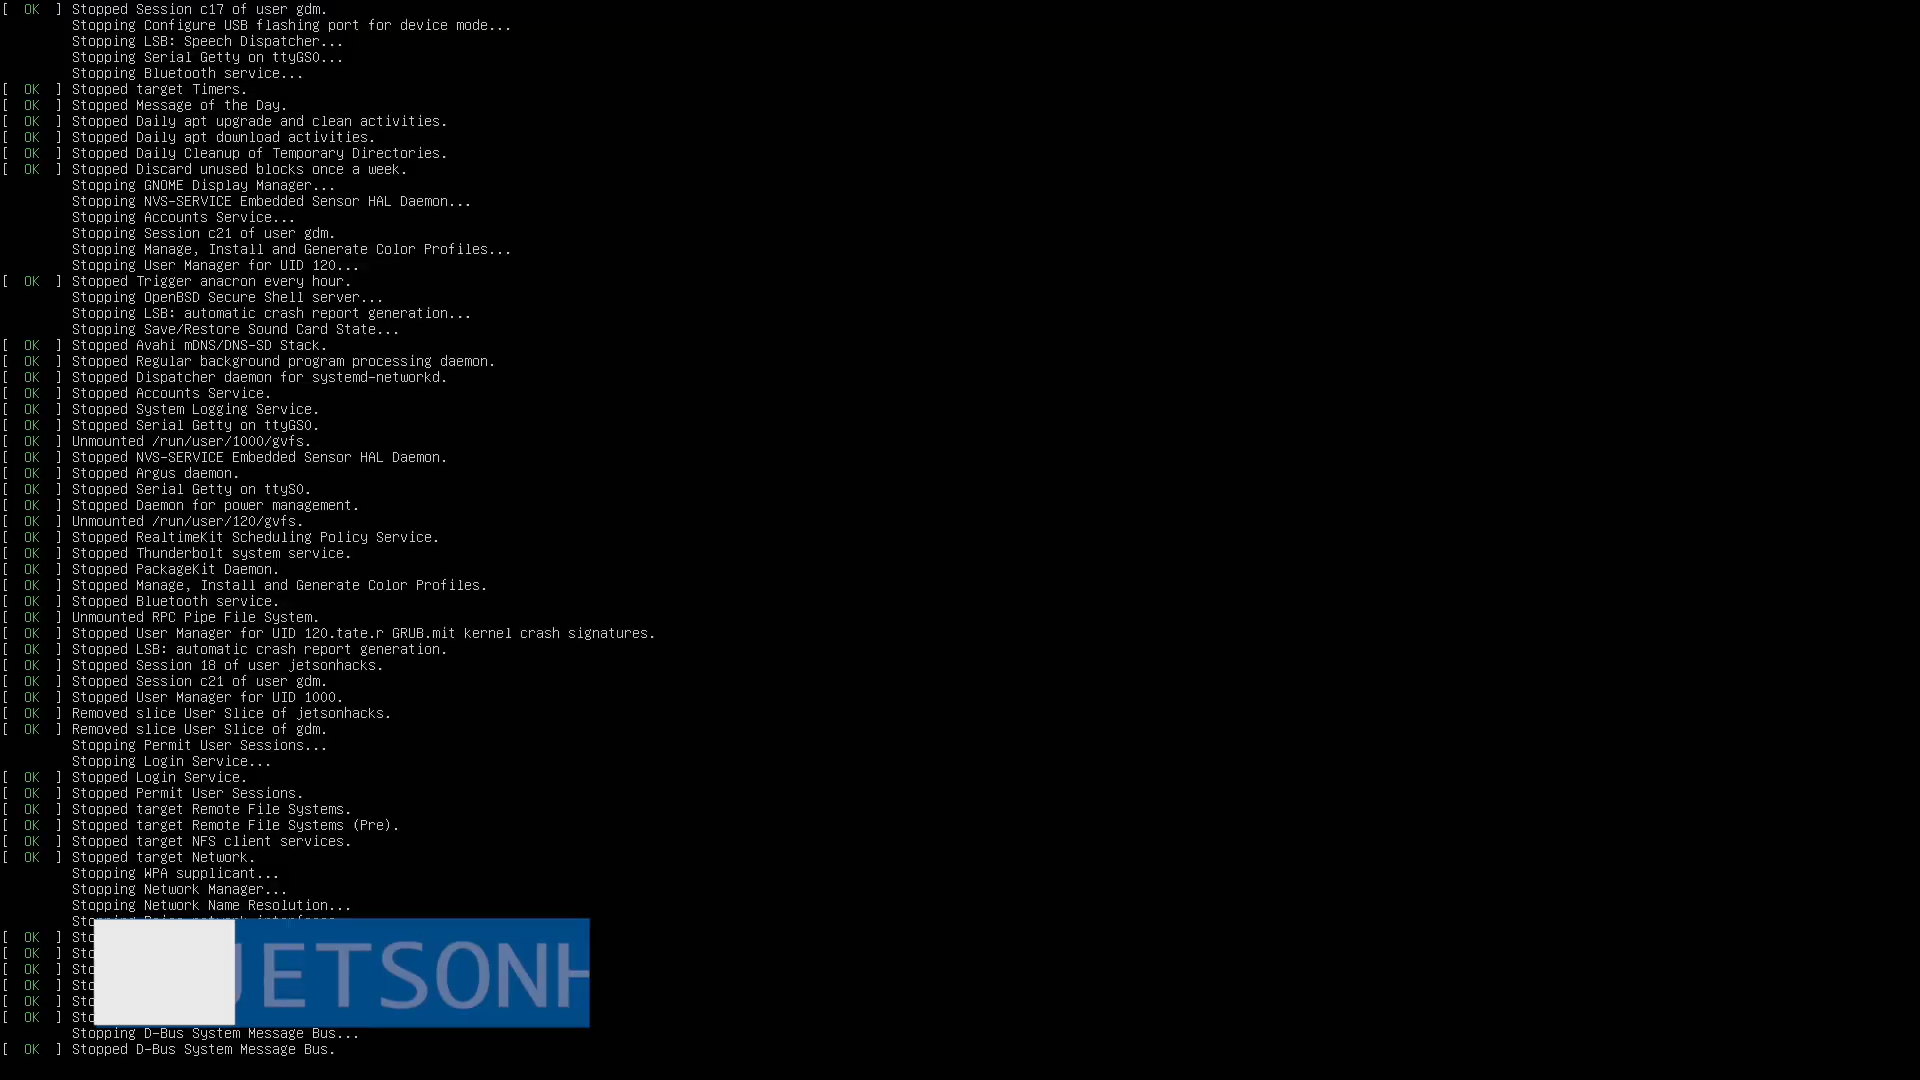 [  OK  ] Stopped Session c17 of user gdm.
Stopping Configure USB flashing port for device mode...
Stopping LSB: Speech Dispatcher...
Stopping Serial Getty on ttyGS0...
Stopping Bluetooth service...
[  OK  ] Stopped target Timers.
[  OK  ] Stopped Message of the Day.
[  OK  ] Stopped Daily apt upgrade and clean activities.
[  OK  ] Stopped Daily apt download activities.
[  OK  ] Stopped Daily Cleanup of Temporary Directories.
[  OK  ] Stopped Discard unused blocks once a week.
Stopping GNOME Display Manager...
Stopping NVS-SERVICE Embedded Sensor HAL Daemon...
Stopping Accounts Service...
Stopping Session c21 of user gdm.
Stopping Manage, Install and Generate Color Profiles...
Stopping User Manager for UID 120...
[  OK  ] Stopped Trigger anacron every hour.
Stopping OpenBSD Secure Shell server...
Stopping LSB: automatic crash report generation...
Stopping Save/Restore Sound Card State...
[  OK  ] Stopped Avahi mDNS/DNS-SD Stack.
[  OK  ] Stopped Regular background program processing daemon.
[  OK  ] Stopped Dispatcher daemon for systemd-networkd.
[  OK  ] Stopped Accounts Service.
[  OK  ] Stopped System Logging Service.
[  OK  ] Stopped Serial Getty on ttyGS0.
[  OK  ] Unmounted /run/user/1000/gvfs.
[  OK  ] Stopped NVS-SERVICE Embedded Sensor HAL Daemon.
[  OK  ] Stopped Argus daemon.
[  OK  ] Stopped Serial Getty on ttyS0.
[  OK  ] Stopped Daemon for power management.
[  OK  ] Unmounted /run/user/120/gvfs.
[  OK  ] Stopped RealtimeKit Scheduling Policy Service.
[  OK  ] Stopped Thunderbolt system service.
[  OK  ] Stopped PackageKit Daemon.
[  OK  ] Stopped Manage, Install and Generate Color Profiles.
[  OK  ] Stopped Bluetooth service.
[  OK  ] Unmounted RPC Pipe File System.
[  OK  ] Stopped User Manager for UID 120.tate.r GRUB.mit kernel crash signatures.
[  OK  ] Stopped LSB: automatic crash report generation.
[  OK  ] Stopped Session 18 of user jetsonhacks.
[  OK  ] Stopped Session c21 of user gdm.
[  OK  ] Stopped User Manager for UID 1000.
[  OK  ] Removed slice User Slice of jetsonhacks.
[  OK  ] Removed slice User Slice of gdm.
Stopping Permit User Sessions...
Stopping Login Service...
[  OK  ] Stopped Login Service.
[  OK  ] Stopped Permit User Sessions.
[  OK  ] Stopped target Remote File Systems.
[  OK  ] Stopped target Remote File Systems (Pre).
[  OK  ] Stopped target NFS client services.
[  OK  ] Stopped target Network.
Stopping WPA supplicant...
Stopping Network Manager...
Stopping Network Name Resolution...
[  OK  ] Sto
[  OK  ] Sto
[  OK  ] Sto
[  OK  ] Sto
[  OK  ] Sto
[  OK  ] Sto
JETSONH
Stopping D-Bus System Message Bus...
[  OK  ] Stopped D-Bus System Message Bus.